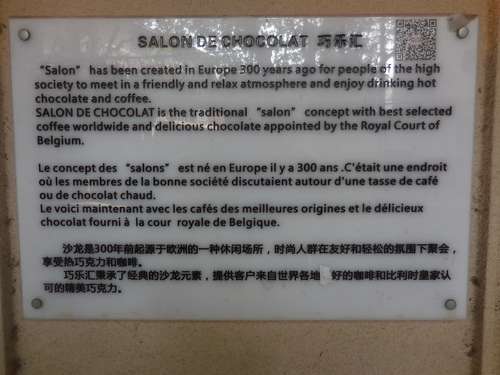 SALON DE CHOCOLAT 巧乐汇
“Salon” has been created in Europe 300 years ago for people of the high
society to meet in a friendly and relax atmosphere and enjoy drinking hot
chocolate and coffee.
SALON DE CHOCOLAT is the traditional “salon” concept with best selected
coffee worldwide and delicious chocolate appointed by the Royal Court of
Belgium.
Le concept des “salons” est né en Europe il y a 300 ans .C'était une endroit
où les membres de la bonne société discutaient autour d'une tasse de café
ou de chocolat chaud.
Le voici maintenant avec les cafés des meilleures origines et le délicieux
chocolat fourni à la cour royale de Belgique.
沙龙是300年前起源于欧洲的一种休闲场所，时尚人群在友好和轻松的氛围下聚会，
享受热巧克力和咖啡。
巧乐汇秉承了经典的沙龙元素，提供客户来自世界各地 好的咖啡和比利时皇家认
可的精美巧克力。